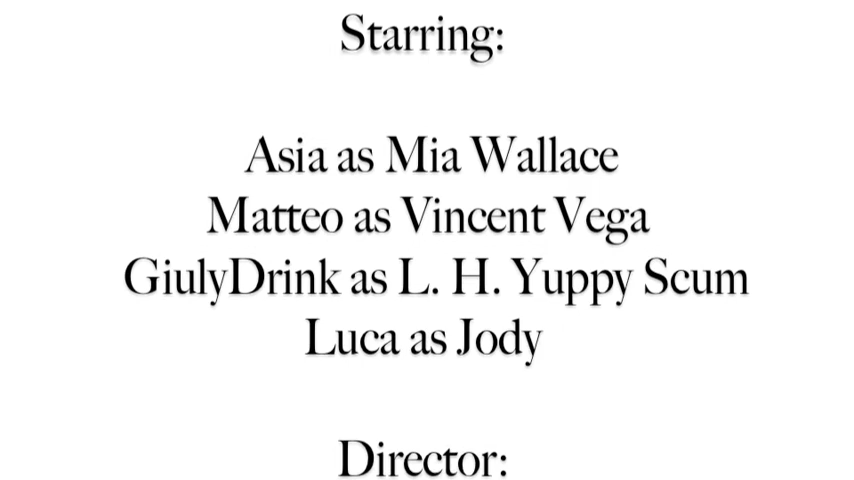 Starring:
Asia as Mia Wallace
Matteo as Vincent Vega
GiulyDrink as L. H. Yuppy Scum
Luca as Jody
Director: